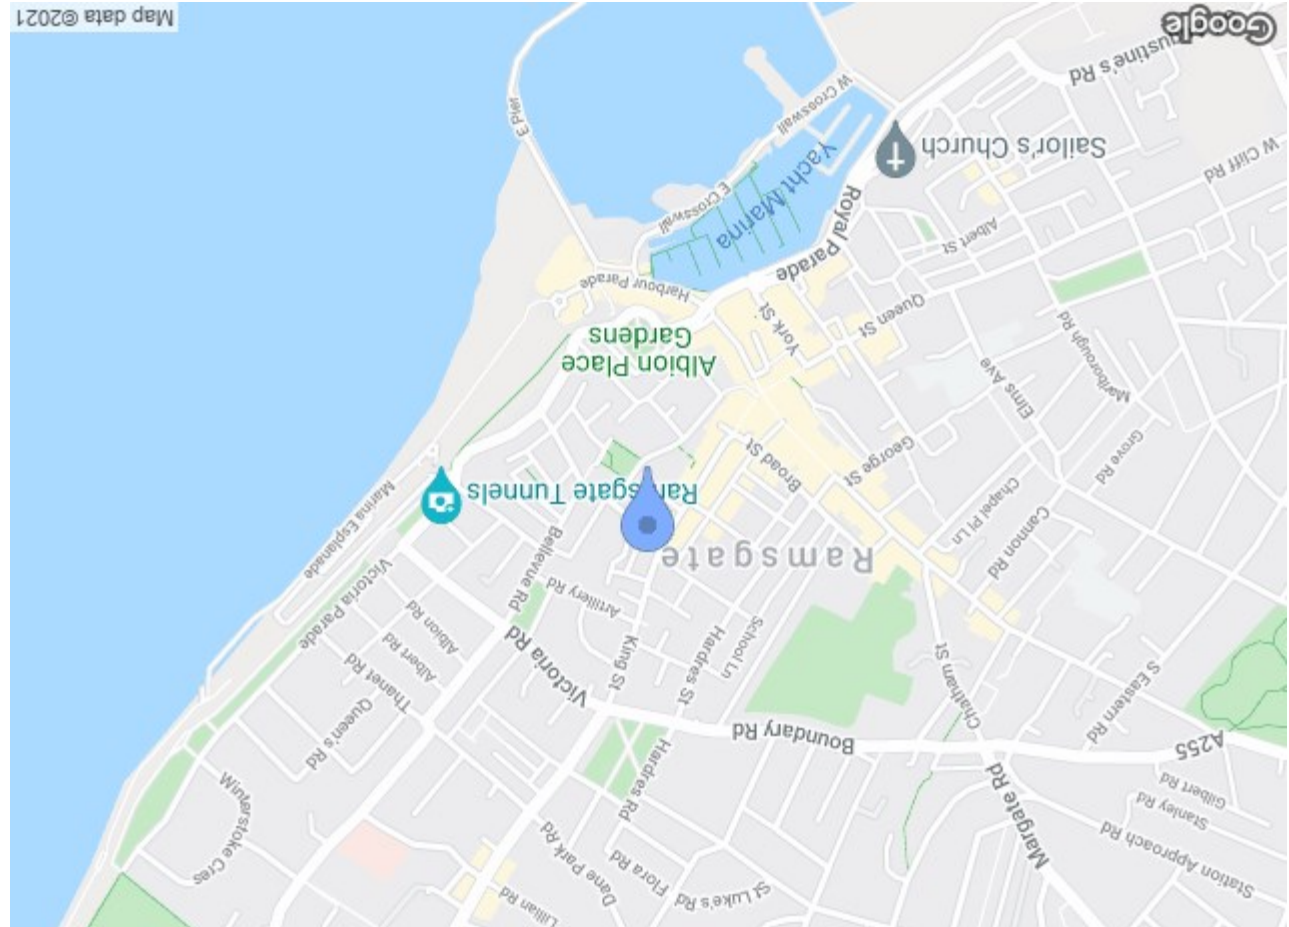 Lillian Rd
St Luke's Rd
Station Approach Rd
Flora Rd
Dane Park Rd
Stanley Rd
Gilbert Rd
Winterstoke Cres
Margate Rd
Hardres Rd
A255
Boundary Rd
Queen's Rd
Thanet Rd
Victoria Rd
S Eastern Rd
Chatham St
Albert Rd
Albion Rd
King St
Hardres St
School Ln
Victoria Parade
Artillery Rd
Bellevue Rd
Ramsgate
Cannon Rd
Marina Esplanade
Chapel Pl Ln
Ramsgate Tunnels
Broad St
George St
Grove Rd
Marlborough Rd
Elms Ave
Albion Place
Gardens
York St
Queen St
Harbour Parade
Royal Parade
Albert St
Yacht Marina
E Crosswall
W Cliff Rd
Sailor's Church
E Pier
W Crosswall
ugustine's Rd
Google
Map data ©2021